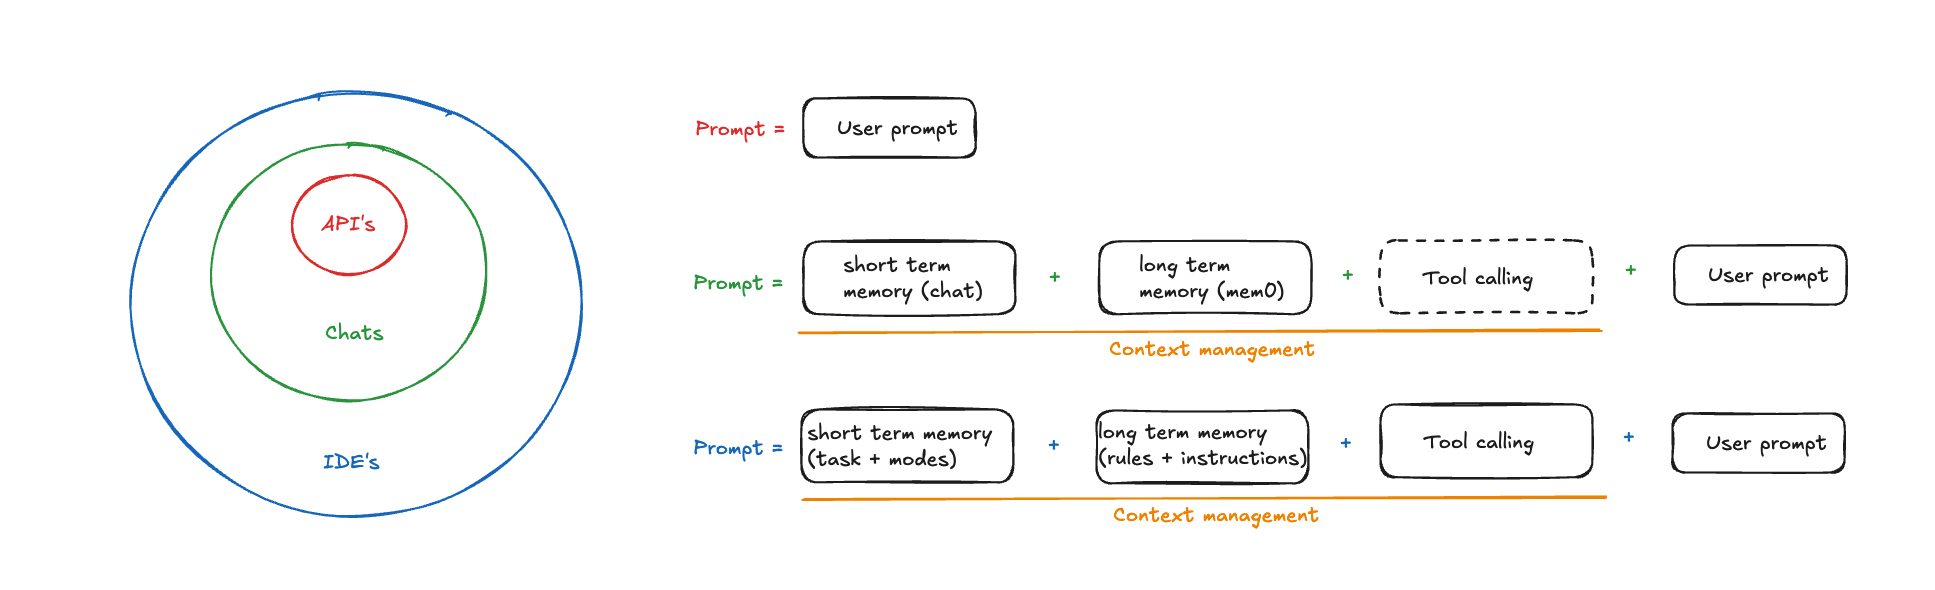 API's
Chats
IDE's
Prompt =
User prompt
Prompt =
short term
memory (chat)
+
long term
memory (mem0)
+
Tool calling
+
User prompt
Context management
Prompt =
short term memory
(task + modes)
+
long term memory
(rules + instructions)
+
Tool calling
+
User prompt
Context management